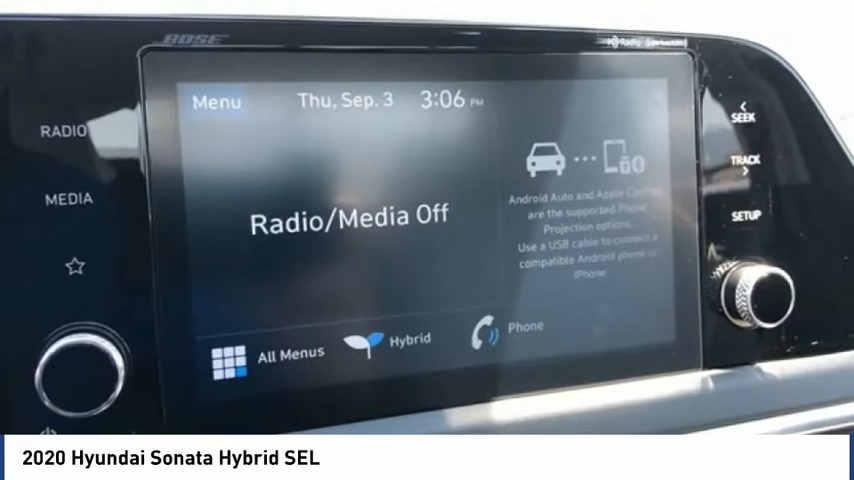 BOSE
Radio
RADIO
MEDIA
Menu
Thu, Sep. 3
3:06 PM
Radio/Media Off
Android Auto and Apple
are the supported Phone
Projection options.
Use a USB cable to connect a
compatible Android phone or
iPhone.
All Menus
Hybrid
Phone
SEEK
TRACK
SETUP
2020 Hyundai Sonata Hybrid SEL